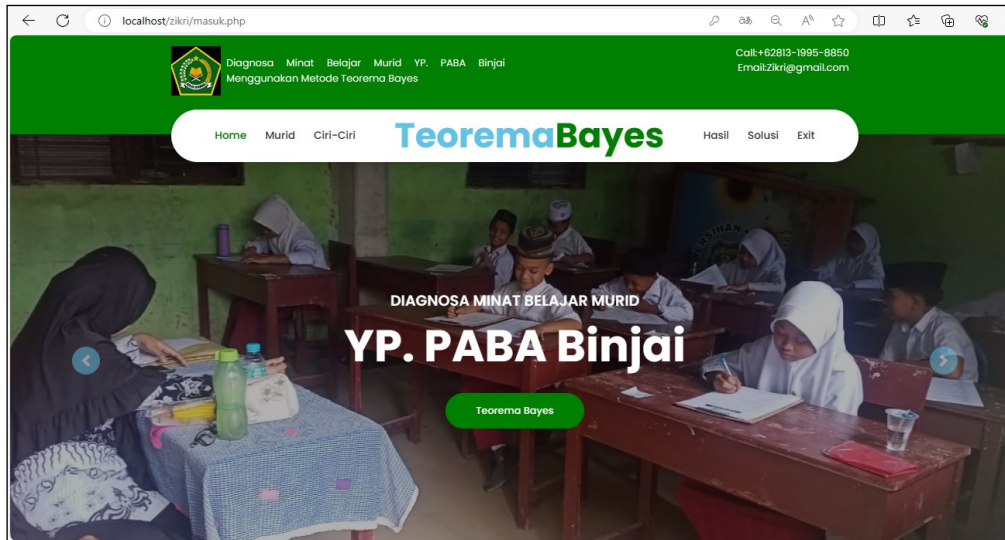 localhost/zikri/masuk.php
Diagnosa Minat Belajar Murid YP. PABA Binjai
Menggunakan Metode Teorema Bayes
Call:+62813-1995-8850
Email:Zikri@gmail.com
Home Murid Ciri-Ciri TeoremaBayes Hasil Solusi Exit
DIAGNOSA MINAT BELAJAR MURID
YP. PABA Binjai
Teorema Bayes